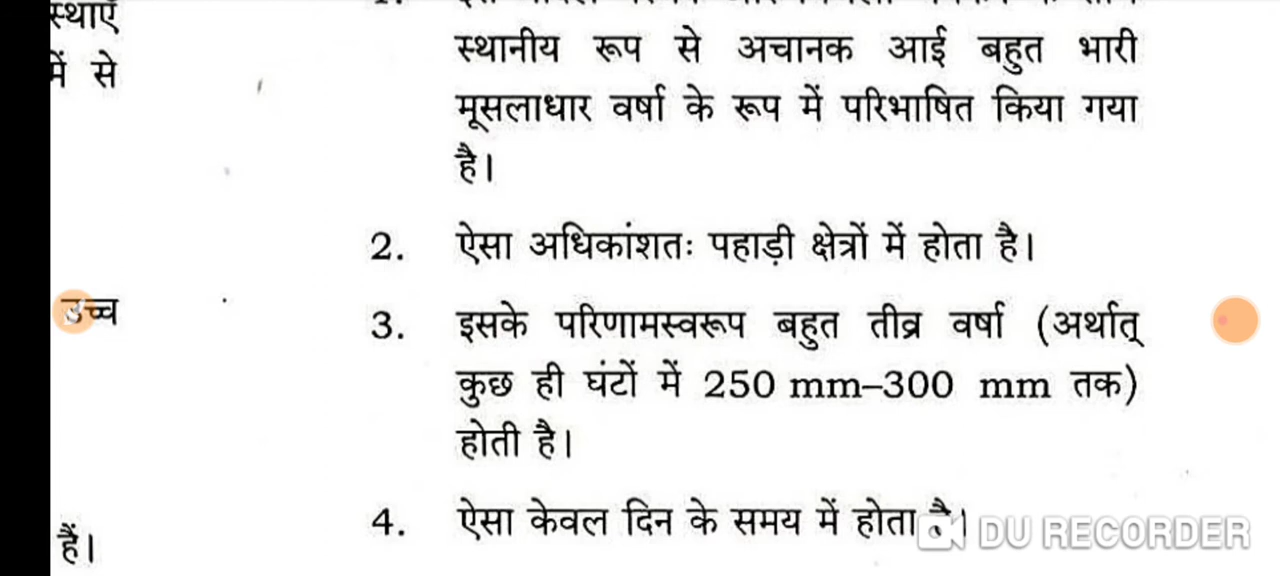 स्थाएँ
में से
स्थानीय रूप से अचानक आई बहुत भारी
मूसलाधार वर्षा के रूप में परिभाषित किया गया
है।
2. ऐसा अधिकांशतः पहाड़ी क्षेत्रों में होता है।
उच्च
3. इसके परिणामस्वरूप बहुत तीव्र वर्षा (अर्थात्
कुछ ही घंटों में 250 mm–300 mm तक)
होती है।
4. ऐसा केवल दिन के समय में होता है।
हैं।
DU RECORDER